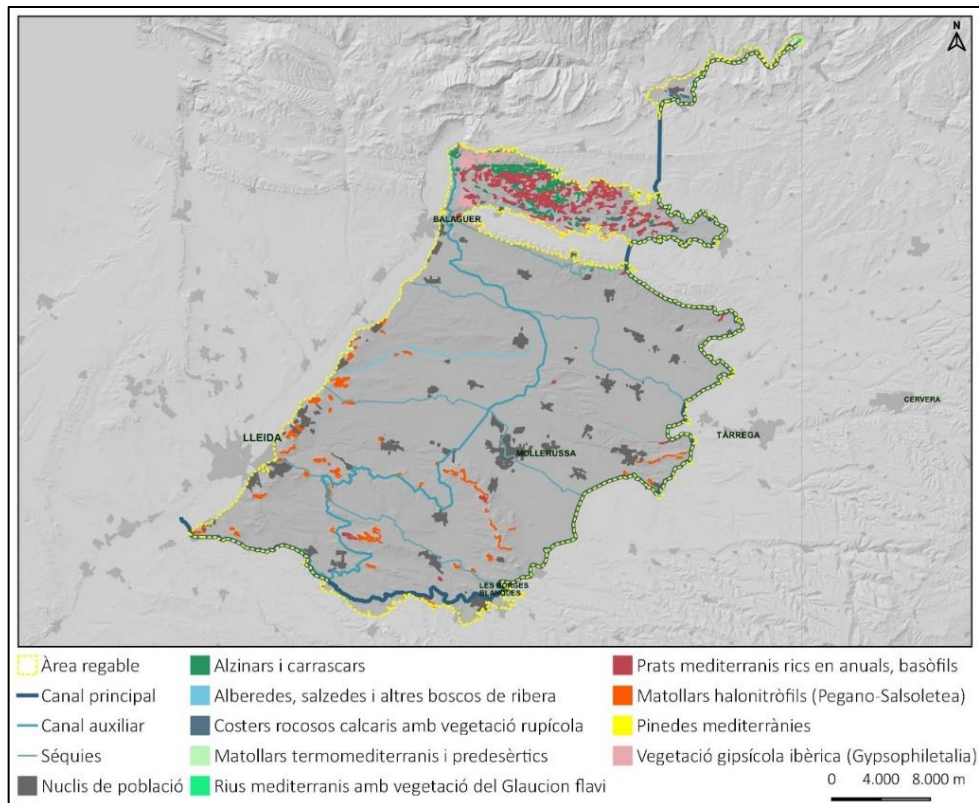 N
BALAGUER
CERVERA
TÀRREGA
LLEIDA
MOLLERUSSA
LES BORGES
BLANQUES
Àrea regable
Canal principal
Canal auxiliar
Séquies
Nuclis de població
Alzinars i carrascars
Alberedes, salzedes i altres boscos de ribera
Costers rocosos calcaris amb vegetació rupícola
Matollars termomediterranis i predesèrtics
Rius mediterranis amb vegetació del Glaucion flavi
Prats mediterranis rics en anuals, basòfils
Matollars halonitròfils (Pegano-Salsoletea)
Pinedes mediterrànies
Vegetació gipsícola ibèrica (Gypsophiletalia)
0 4.000 8.000 m